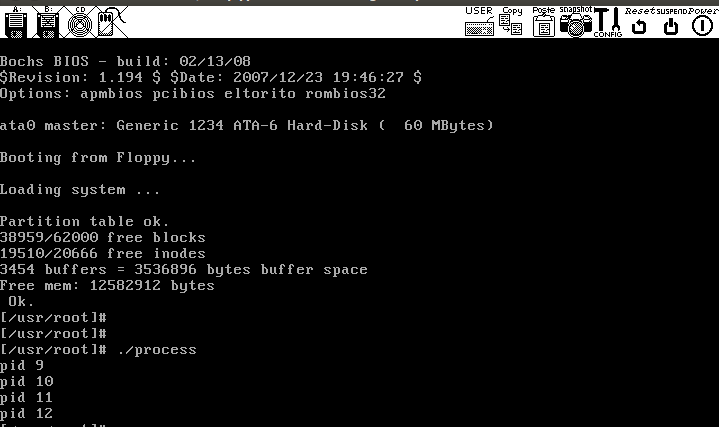 A: B: CD USER Copy Poste snapshot CONFIG Reset SUSPEND Power
Bochs BIOS - build: 02/13/08
$Revision: 1.194 $ $Date: 2007/12/23 19:46:27 $
Options: apmbios pcibios eltorito rombios32
ata0 master: Generic 1234 ATA-6 Hard-Disk (  60 MBytes)
Booting from Floppy...
Loading system ...
Partition table ok.
38959/62000 free blocks
19510/20666 free inodes
3454 buffers = 3536896 bytes buffer space
Free mem: 12582912 bytes
 Ok.
[/usr/root]#
[/usr/root]#
[/usr/root]# ./process
pid 9
pid 10
pid 11
pid 12